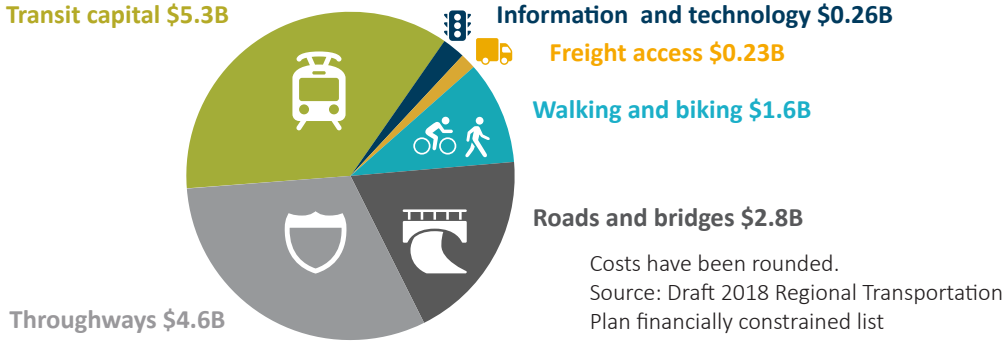 Transit capital $5.3B
Information and technology $0.26B
Freight access $0.23B
Walking and biking $1.6B
Roads and bridges $2.8B
Costs have been rounded.
Source: Draft 2018 Regional Transportation
Plan financially constrained list
Throughways $4.6B